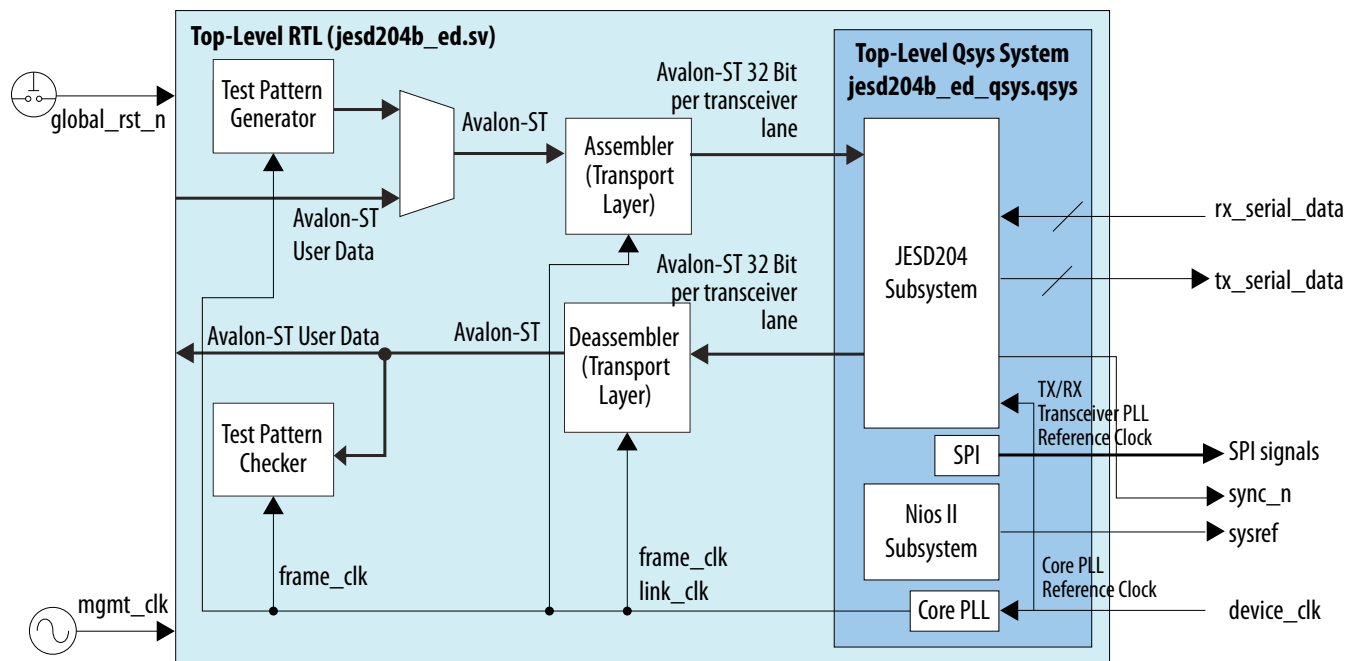 Top-Level RTL (jesd204b_ed.sv)
Top-Level Qsys System
jesd204b_ed_qsys.qsys
global_rst_n
Test Pattern
Generator
Avalon-ST
Avalon-ST 32 Bit
per transceiver
lane
Assembler
(Transport
Layer)
Avalon-ST
User Data
JESD204
Subsystem
rx_serial_data
tx_serial_data
Avalon-ST 32 Bit
per transceiver
lane
Avalon-ST User Data
Avalon-ST
Deassembler
(Transport
Layer)
Test Pattern
Checker
TX/RX
Transceiver PLL
Reference Clock
SPI
SPI signals
sync_n
Nios II
Subsystem
sysref
frame_clk
frame_clk
link_clk
Core PLL
Reference Clock
Core PLL
device_clk
mgmt_clk